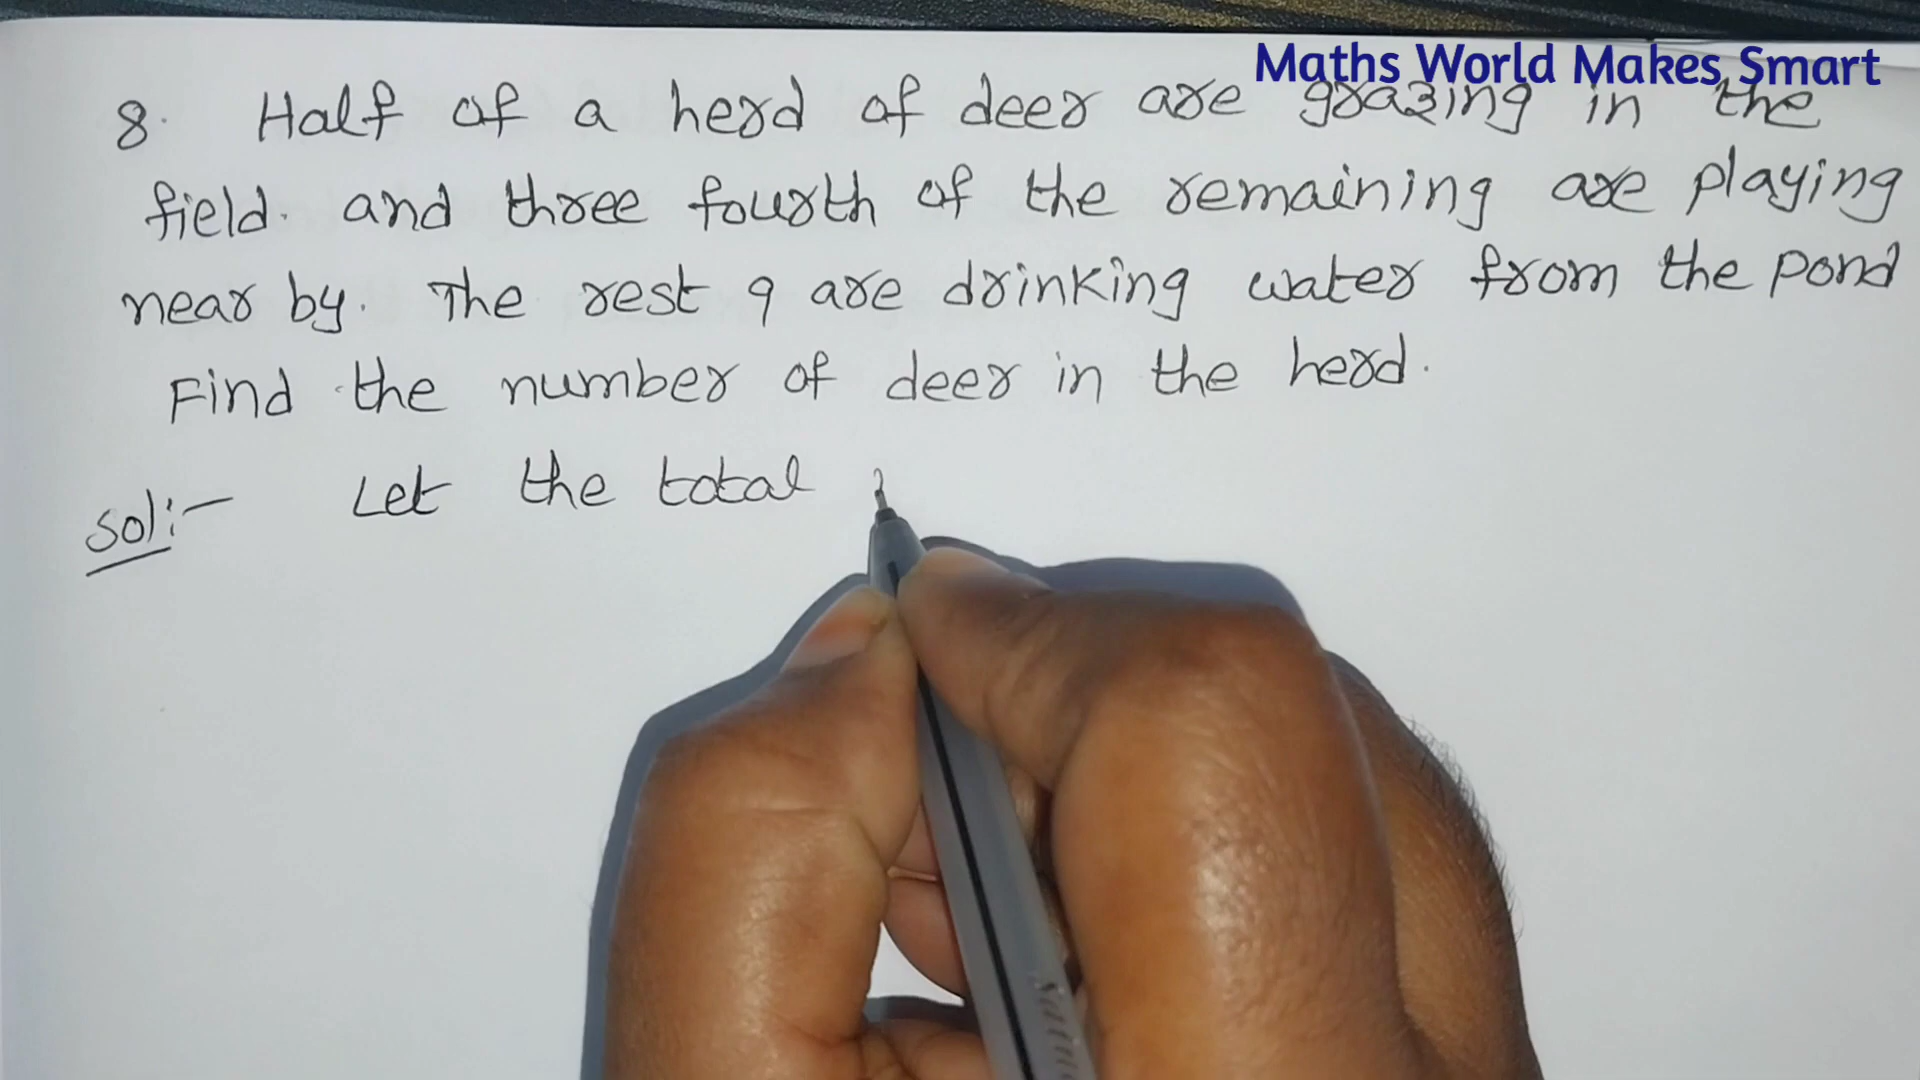 Maths World Makes Smart
8. Half of a herd of deer are grazing in the
field. and three fourth of the remaining are playing
near by. The rest 9 are drinking water from the pond
Find the number of deer in the herd.
Sol:- Let the total